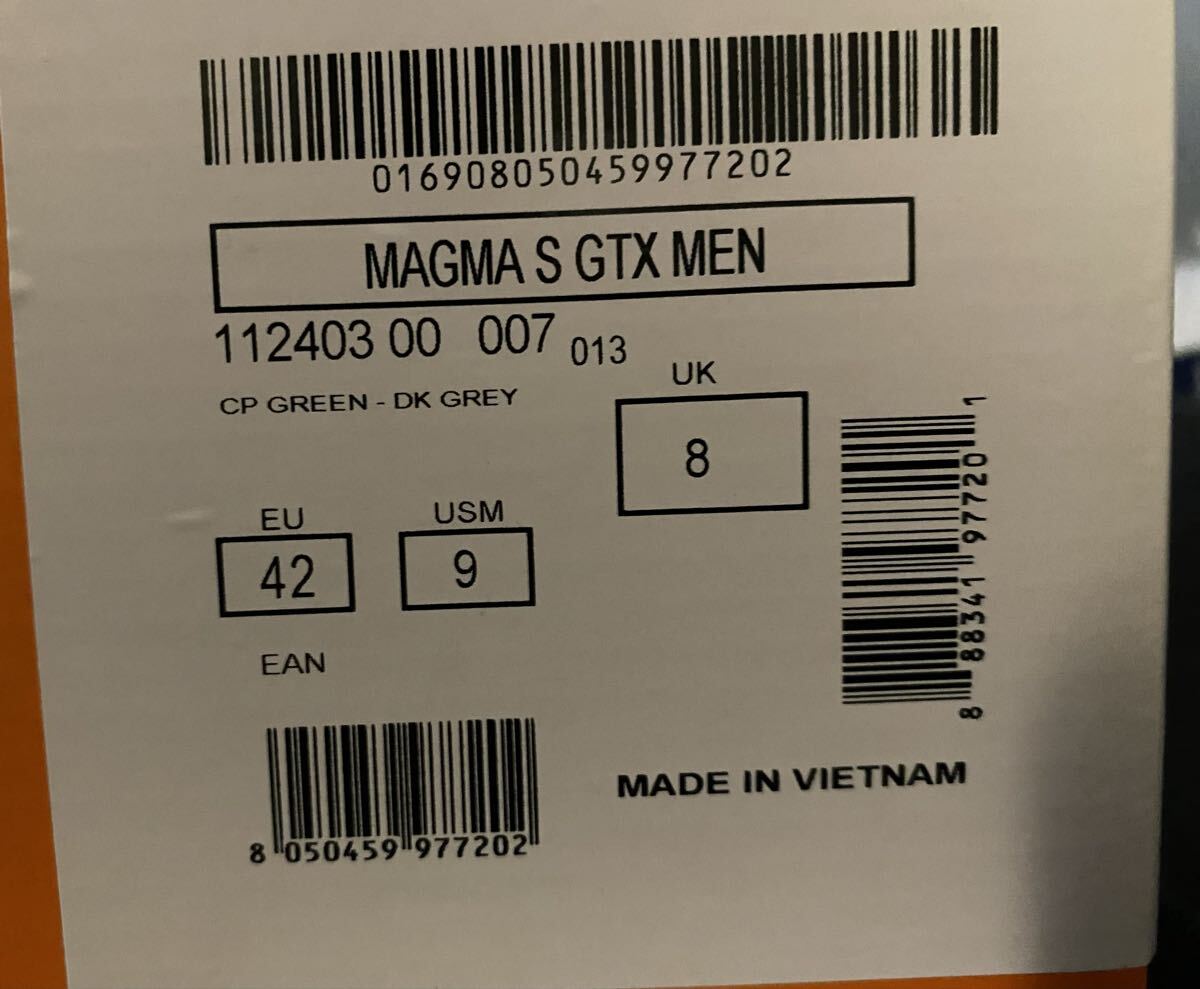 016908050459977202
MAGMA S GTX MEN
112403 00 007 013
CP GREEN - DK GREY
UK
8
EU
42
USM
9
8 88341 97720 1
EAN
8 050459 977202
MADE IN VIETNAM